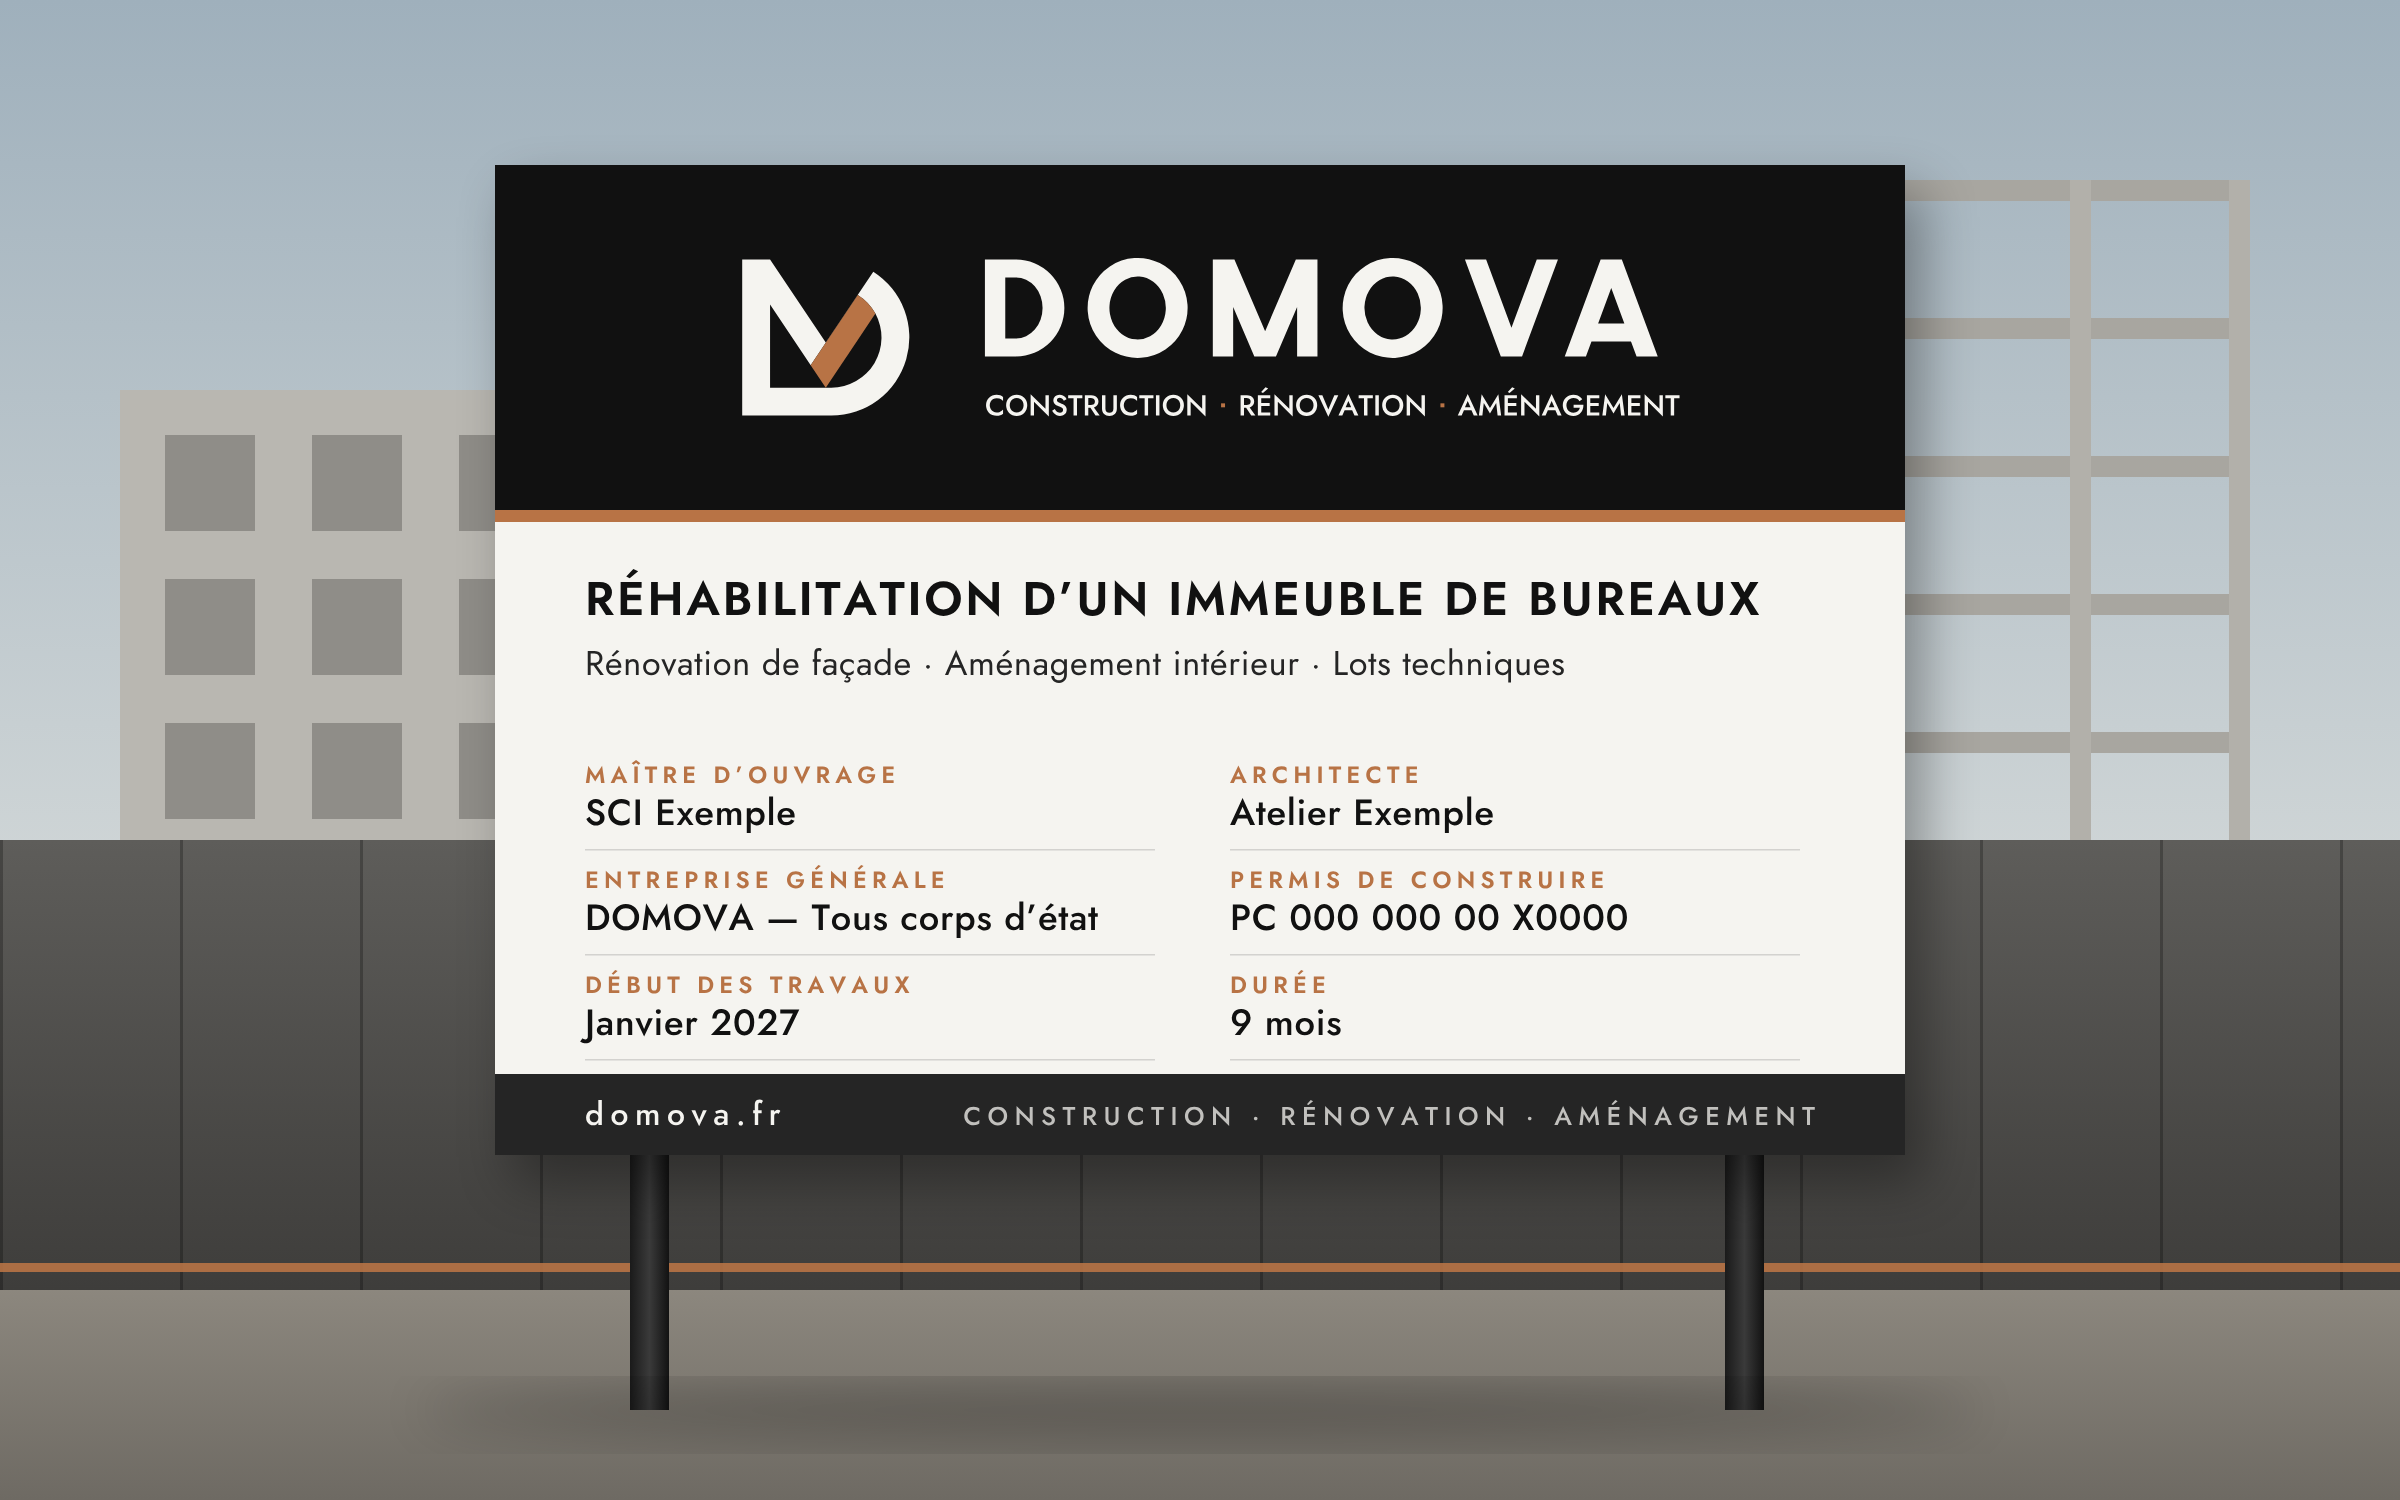 DOMOVA
CONSTRUCTION · RÉNOVATION · AMÉNAGEMENT
RÉHABILITATION D’UN IMMEUBLE DE BUREAUX
Rénovation de façade · Aménagement intérieur · Lots techniques
MAÎTRE D’OUVRAGE
SCI Exemple
ARCHITECTE
Atelier Exemple
ENTREPRISE GÉNÉRALE
DOMOVA — Tous corps d’état
PERMIS DE CONSTRUIRE
PC 000 000 00 X0000
DÉBUT DES TRAVAUX
Janvier 2027
DURÉE
9 mois
domova.fr
CONSTRUCTION · RÉNOVATION · AMÉNAGEMENT